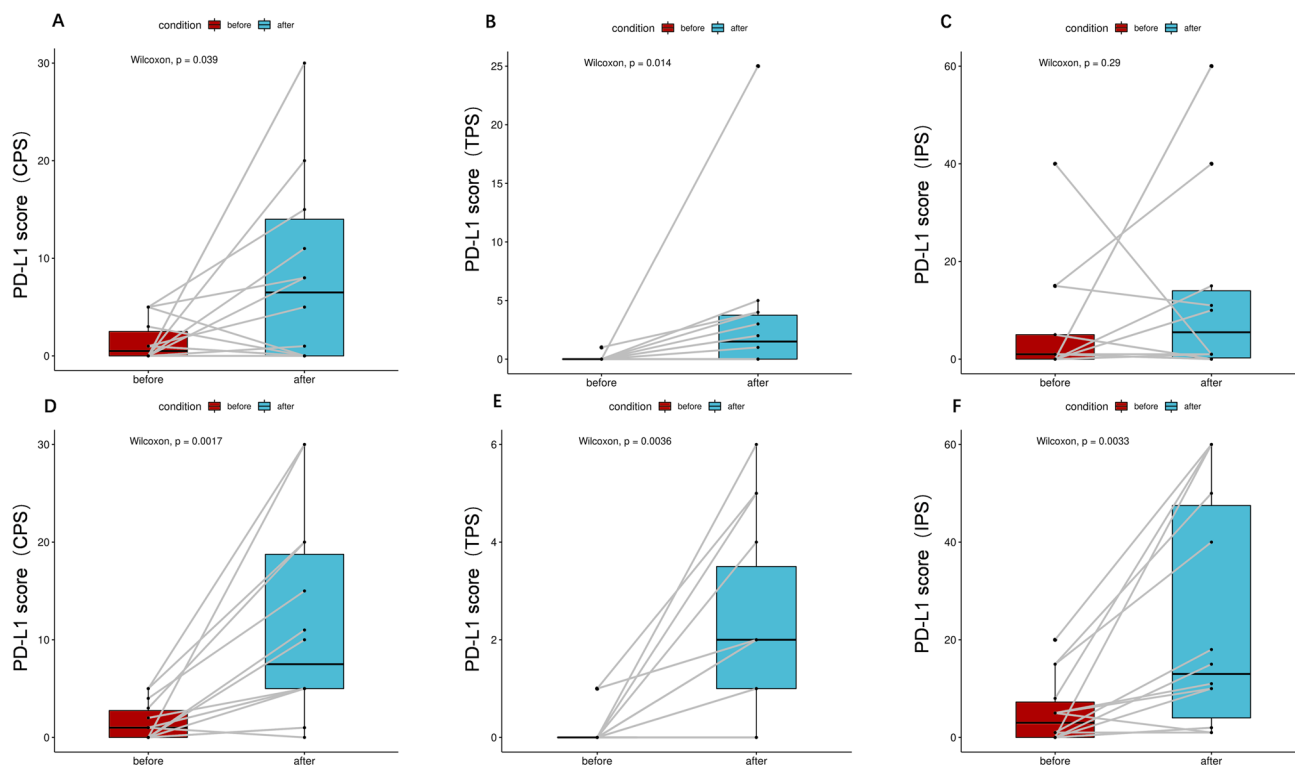 A
condition before after
Wilcoxon, p = 0.039
PD-L1 score (CPS)
30
20
10
0
before after
B
condition before after
Wilcoxon, p = 0.014
PD-L1 score (TPS)
25
20
15
10
5
0
before after
C
condition before after
Wilcoxon, p = 0.29
PD-L1 score (IPS)
60
40
20
0
before after
D
condition before after
Wilcoxon, p = 0.0017
PD-L1 score (CPS)
30
20
10
0
before after
E
condition before after
Wilcoxon, p = 0.0036
PD-L1 score (TPS)
6
4
2
0
before after
F
condition before after
Wilcoxon, p = 0.0033
PD-L1 score (IPS)
60
40
20
0
before after